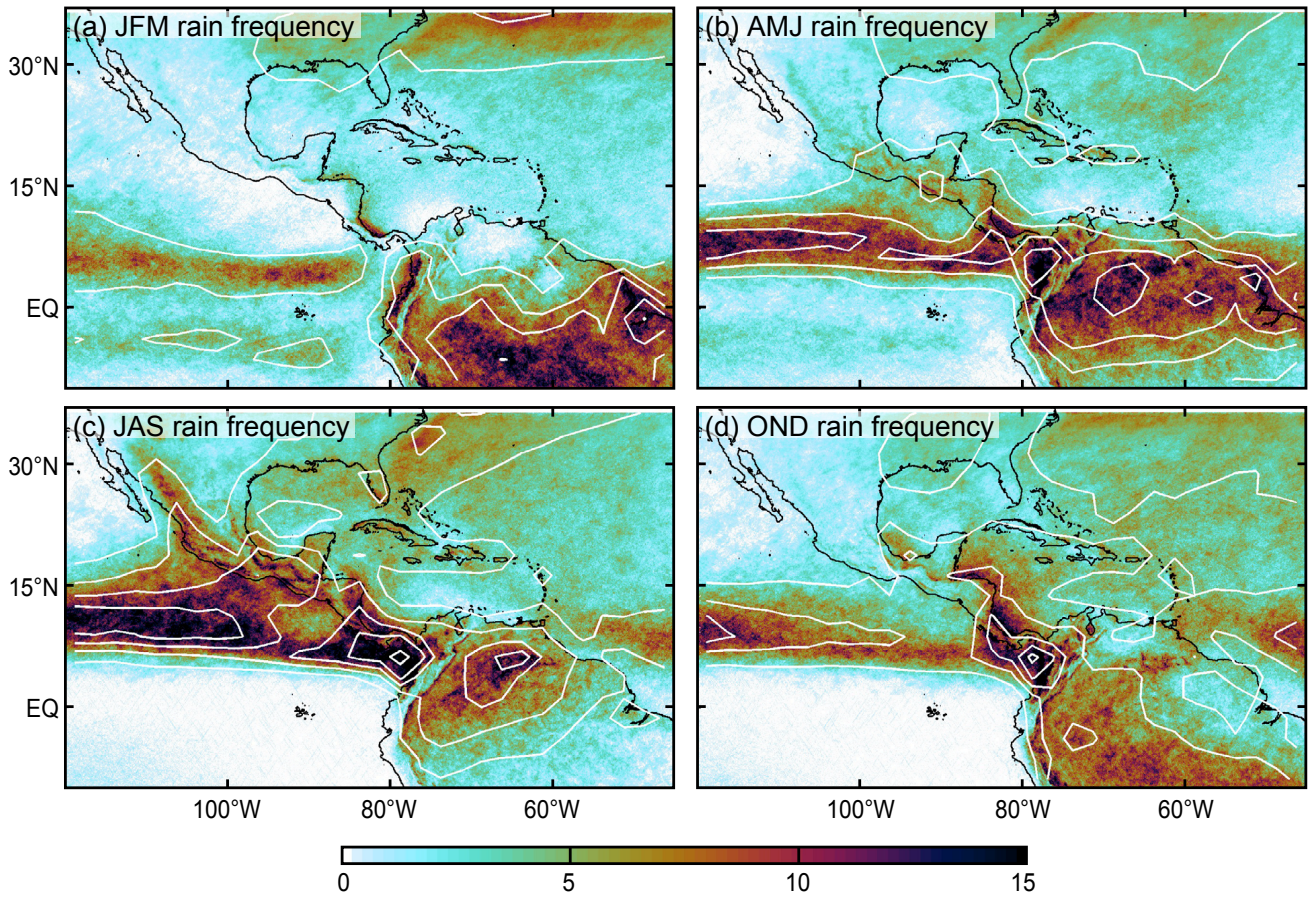 (a) JFM rain frequency
(b) AMJ rain frequency
30°N
15°N
EQ
(c) JAS rain frequency
(d) OND rain frequency
30°N
15°N
EQ
100°W 80°W 60°W 100°W 80°W 60°W
0 5 10 15